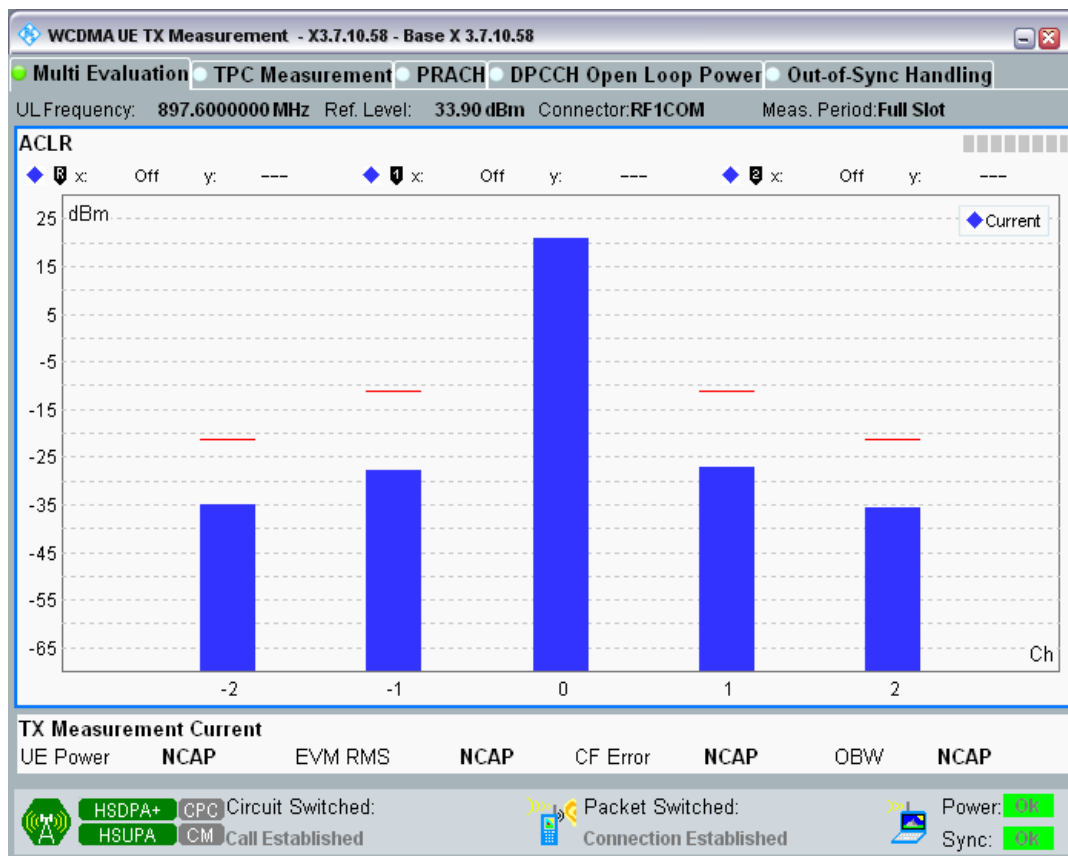 WCDMA UE TX Measurement - X3.7.10.58 - Base X 3.7.10.58
Multi Evaluation TPC Measurement PRACH DPCCH Open Loop Power Out-of-Sync Handling
UL Frequency: 897.6000000 MHz Ref. Level: 33.90 dBm Connector:RF1COM Meas. Period:Full Slot
ACLR
R x: Off y: --- 1 x: Off y: --- 2 x: Off y: ---
dBm
Current
25
15
5
-5
-15
-25
-35
-45
-55
-65
Ch
-2 -1 0 1 2
TX Measurement Current
UE Power NCAP EVM RMS NCAP CF Error NCAP OBW NCAP
HSDPA+ CPC Circuit Switched: Packet Switched: Power: OK
HSUPA CM Call Established Connection Established Sync: OK